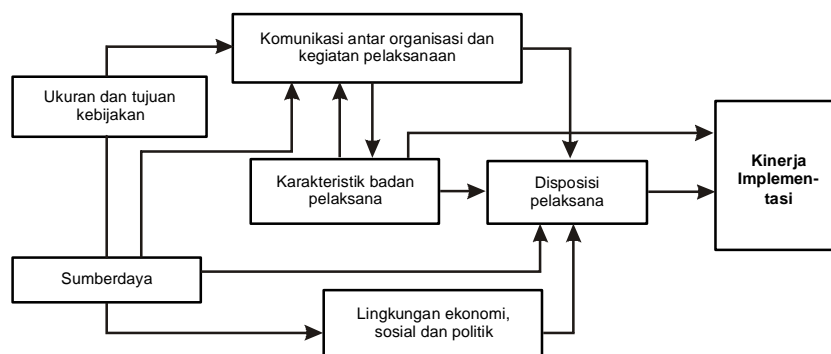 Komunikasi antar organisasi dan
kegiatan pelaksanaan
Ukuran dan tujuan
kebijakan
Karakteristik badan
pelaksana
Disposisi
pelaksana
Kinerja
Implemen-
tasi
Sumberdaya
Lingkungan ekonomi,
sosial dan politik